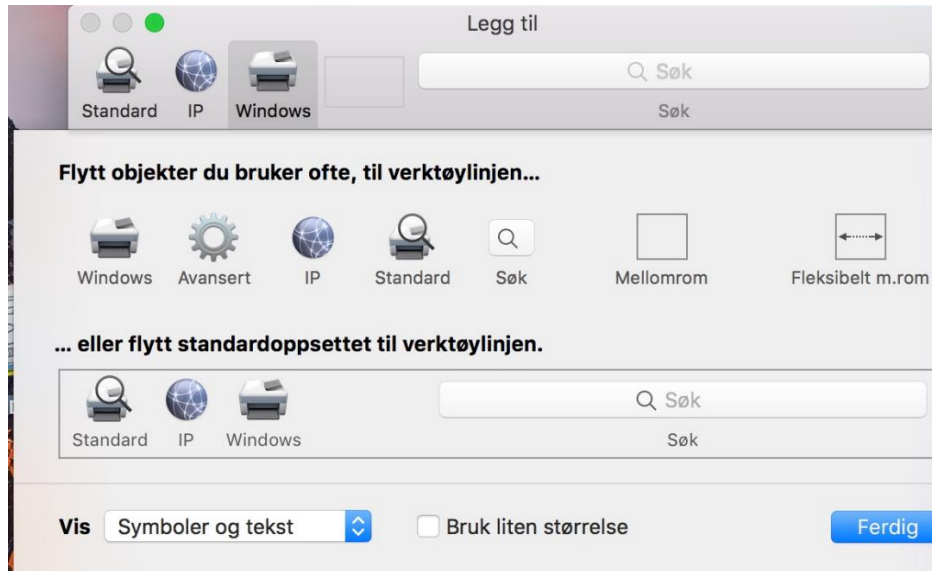 Legg til
Søk
Standard IP Windows Søk
Flytt objekter du bruker ofte, til verktøylinjen...
Windows Avansert IP Standard Søk Mellomrom Fleksibelt m.rom
... eller flytt standardoppsettet til verktøylinjen.
Søk
Standard IP Windows Søk
Vis Symboler og tekst Bruk liten størrelse Ferdig